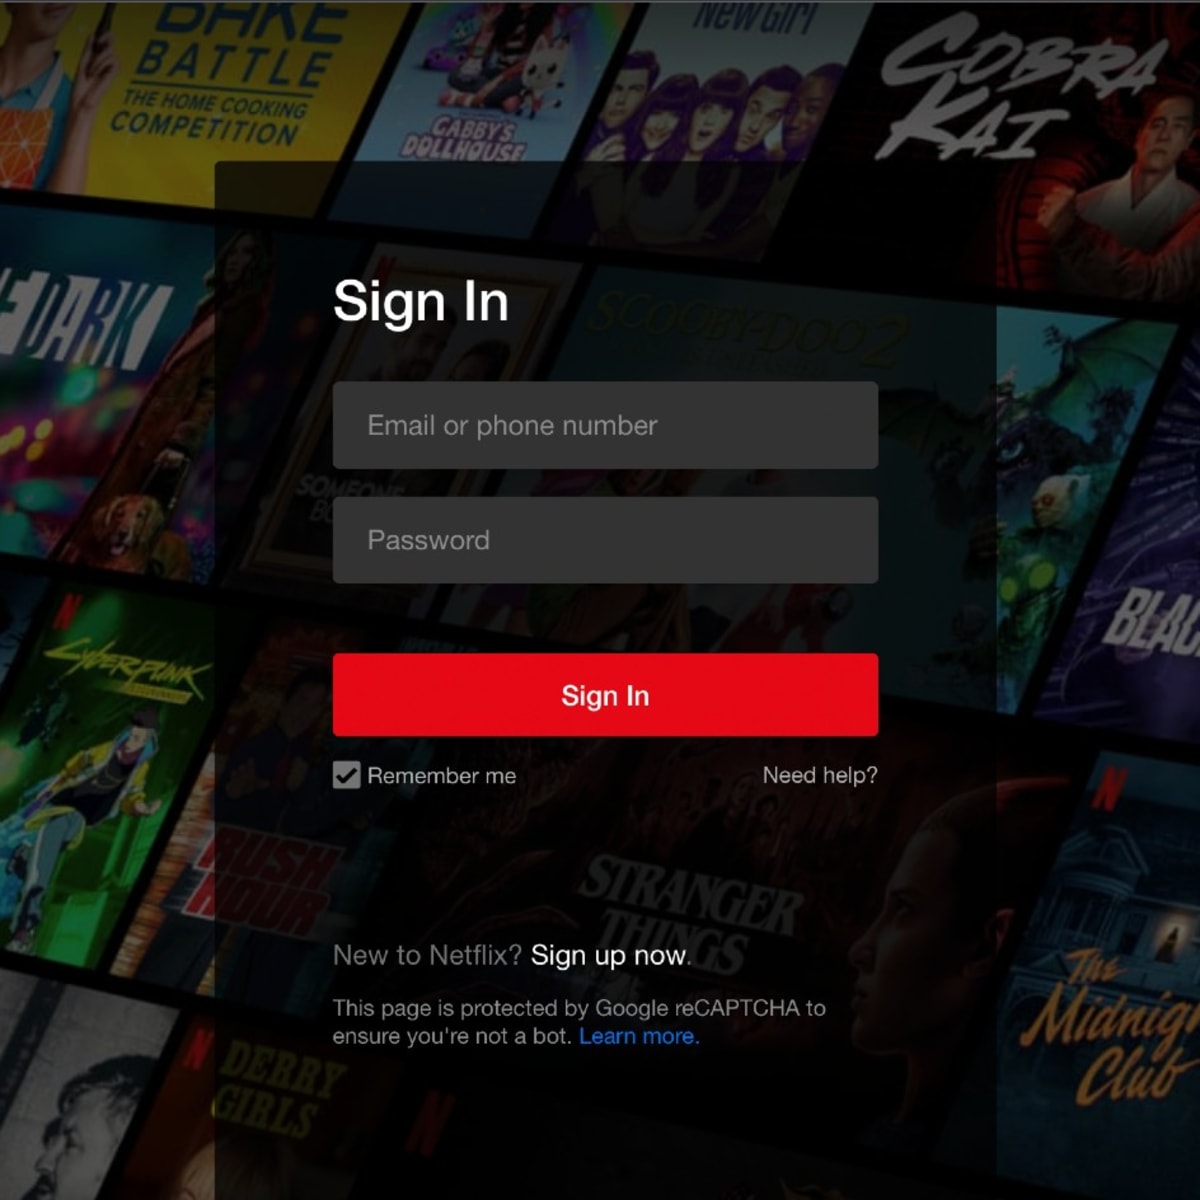 BAKE
BATTLE
THE HOME COOKING
COMPETITION
GABBY'S
DOLLHOUSE
New Girl
COBRA
KAI
DARK
SCOOBY-DOO 2
Sign In
Email or phone number
SOMEONE
Password
CYBERPUNK
Sign In
Remember me
Need help?
RUSH
HOUR
STRANGER
THINGS
New to Netflix? Sign up now.
This page is protected by Google reCAPTCHA to
ensure you're not a bot. Learn more.
The
Midnig
Club
DERRY
GIRLS
N